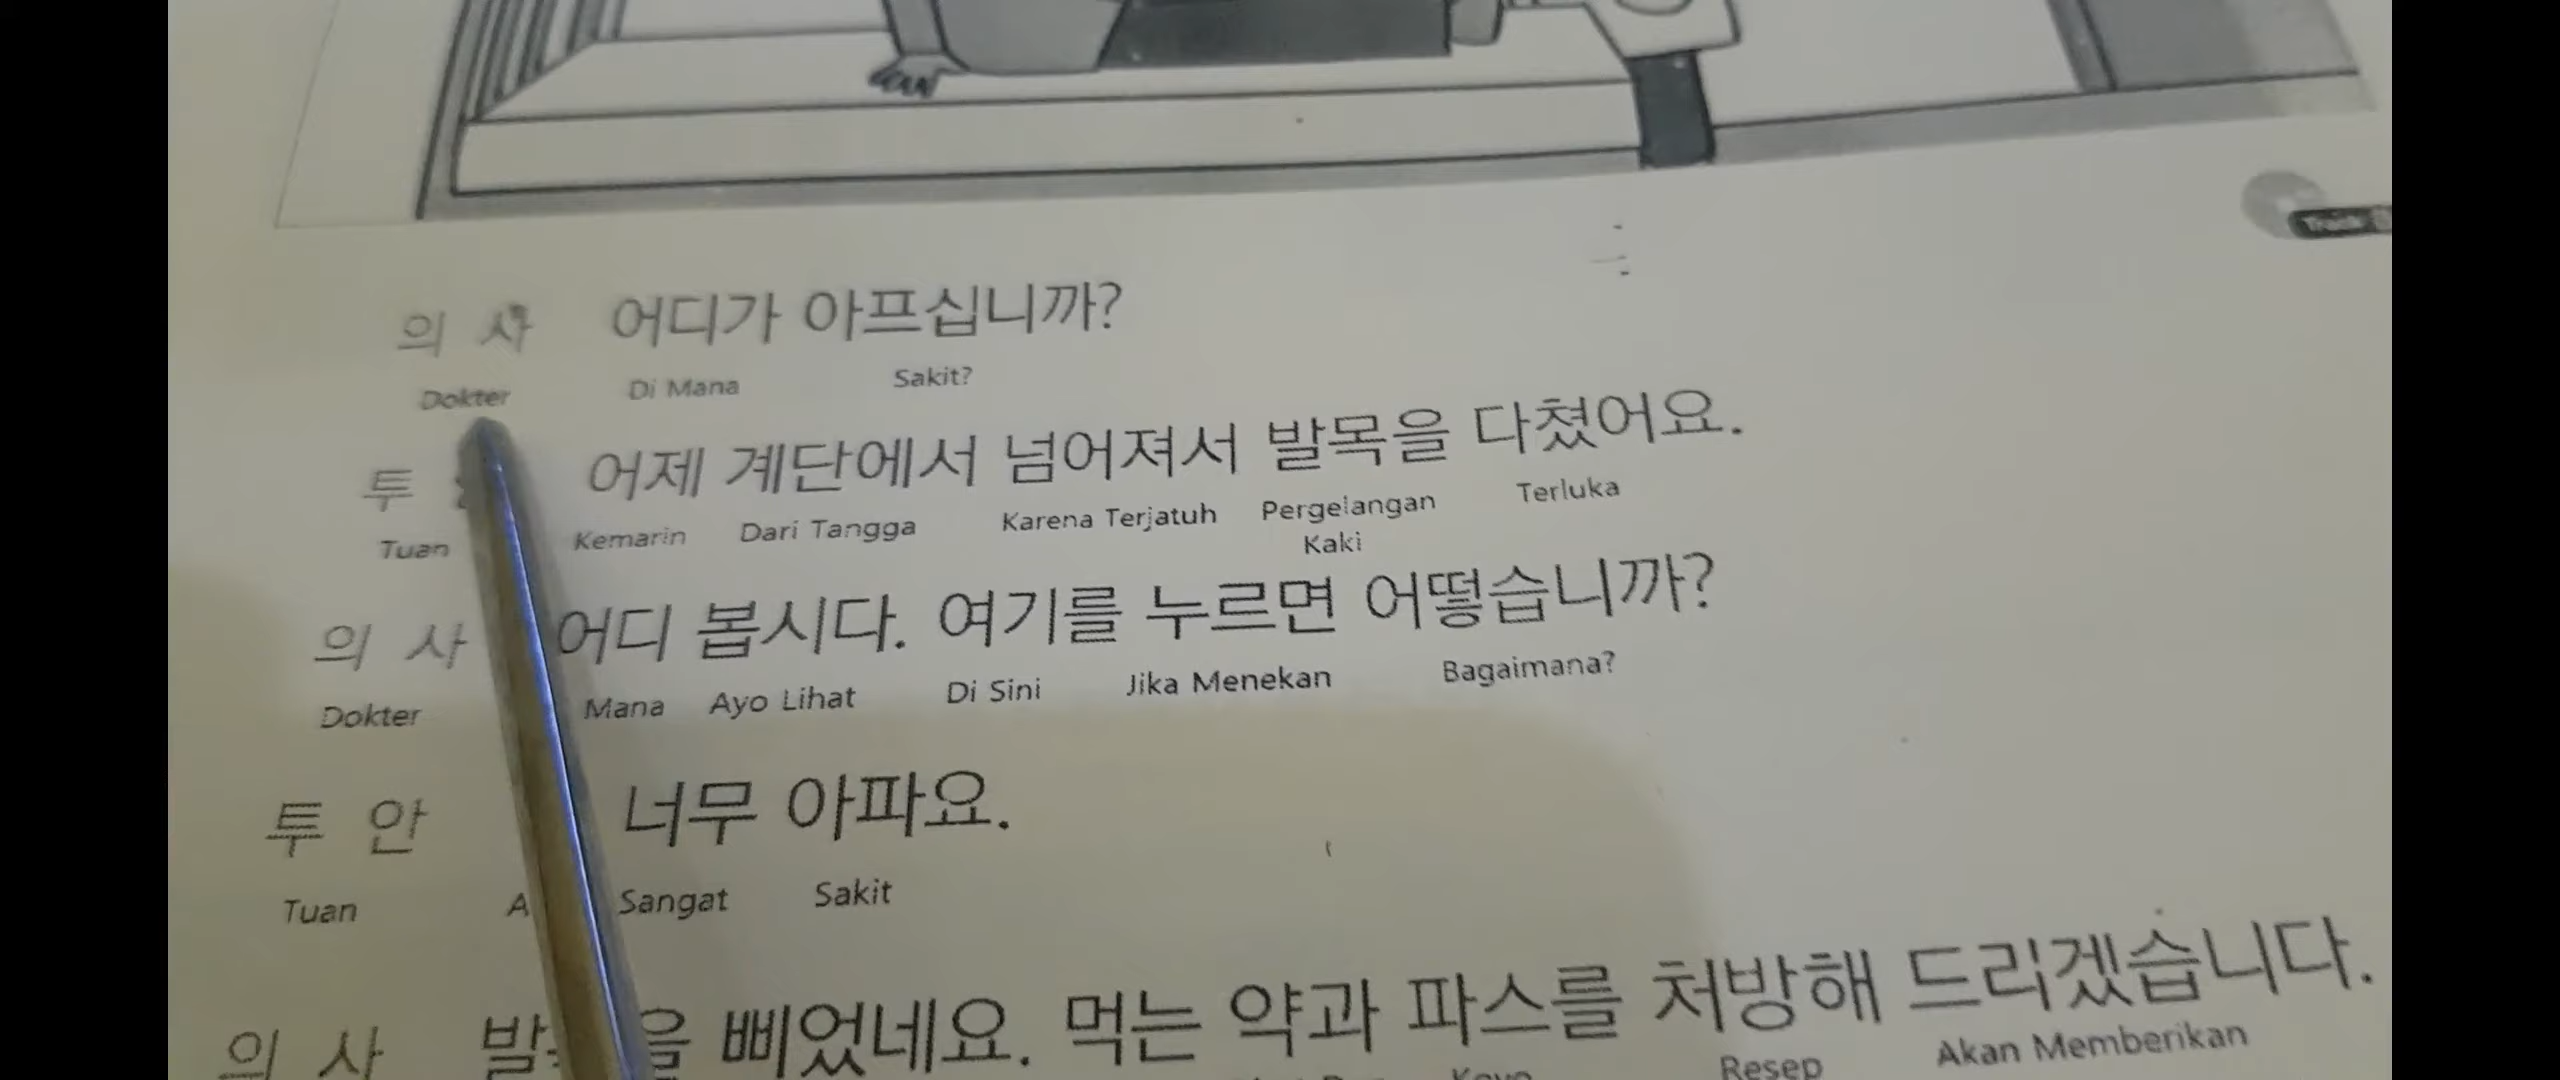 Track
의 사 어디가 아프십니까?
Dokter Di Mana Sakit?
투 어제 계단에서 넘어져서 발목을 다쳤어요.
Tuan Kemarin Dari Tangga Karena Terjatuh Pergelangan Terluka
Kaki
의 사 어디 봅시다. 여기를 누르면 어떻습니까?
Dokter Mana Ayo Lihat Di Sini Jika Menekan Bagaimana?
투 안 너무 아파요.
Tuan Sangat Sakit
의 사 삐었네요. 먹는 약과 파스를 처방해 드리겠습니다.
Resep Akan Memberikan